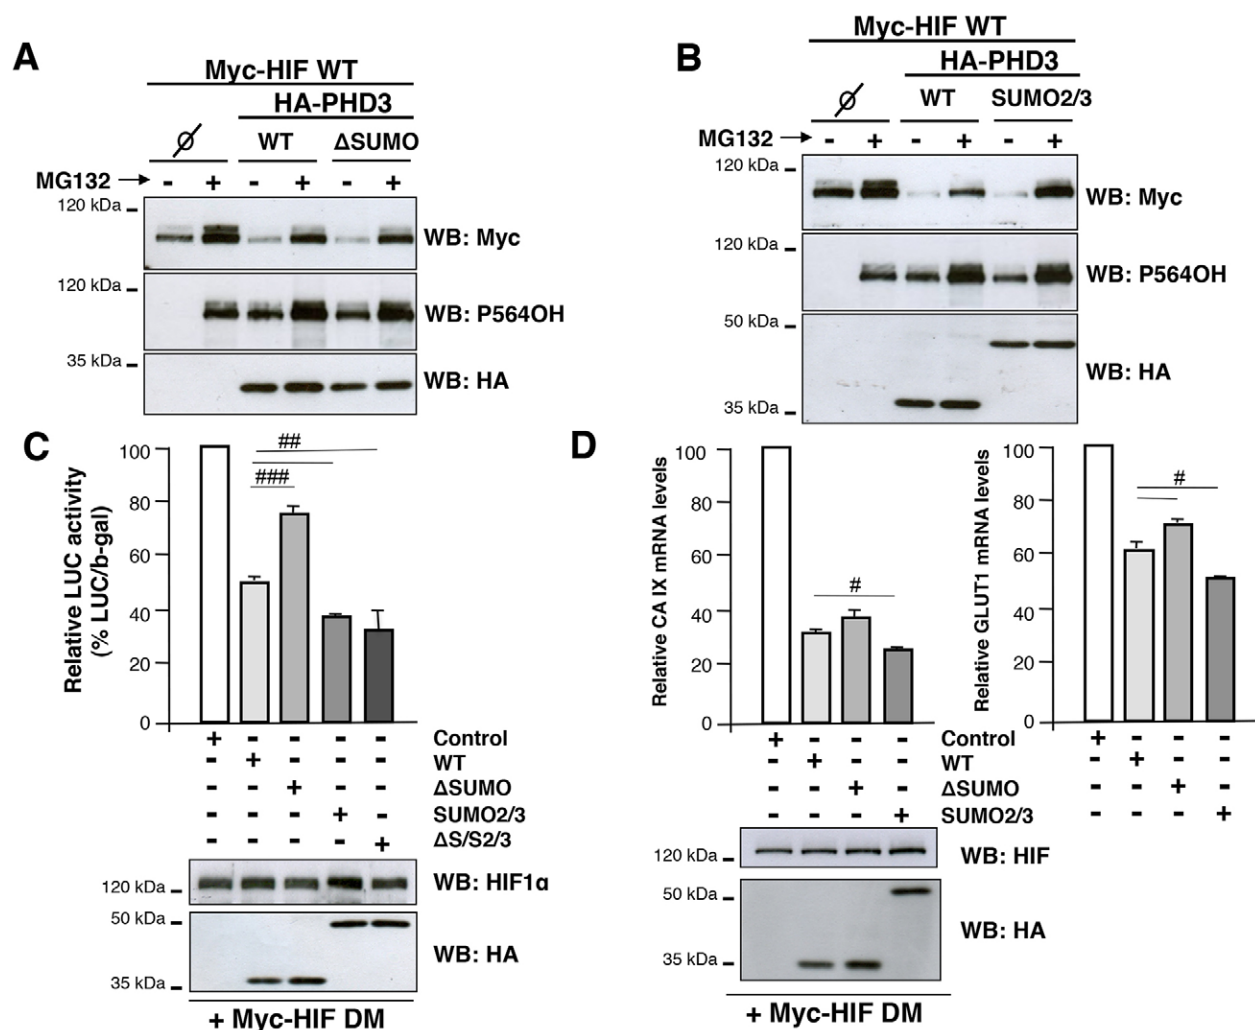 A
Myc-HIF WT
HA-PHD3
Ø WT ΔSUMO
MG132 - + - + - +
120 kDa
WB: Myc
120 kDa
WB: P564OH
35 kDa
WB: HA
B
Myc-HIF WT
HA-PHD3
Ø WT SUMO2/3
MG132 - + - + - +
120 kDa
WB: Myc
120 kDa
WB: P564OH
50 kDa
WB: HA
35 kDa
C
Relative LUC activity
(% LUC/b-gal)
100
80
60
40
20
0
##
###
+ - - - - Control
- + - - - WT
- - + - - ΔSUMO
- - - + - SUMO2/3
- - - - + ΔS/S2/3
120 kDa
WB: HIF1α
50 kDa
WB: HA
35 kDa
+ Myc-HIF DM
D
Relative CA IX mRNA levels
100
80
60
40
20
0
#
Relative GLUT1 mRNA levels
100
80
60
40
20
0
#
+ - - - Control + - - -
- + - - WT - + - -
- - + - ΔSUMO - - + -
- - - + SUMO2/3 - - - +
120 kDa
WB: HIF
50 kDa
WB: HA
35 kDa
+ Myc-HIF DM